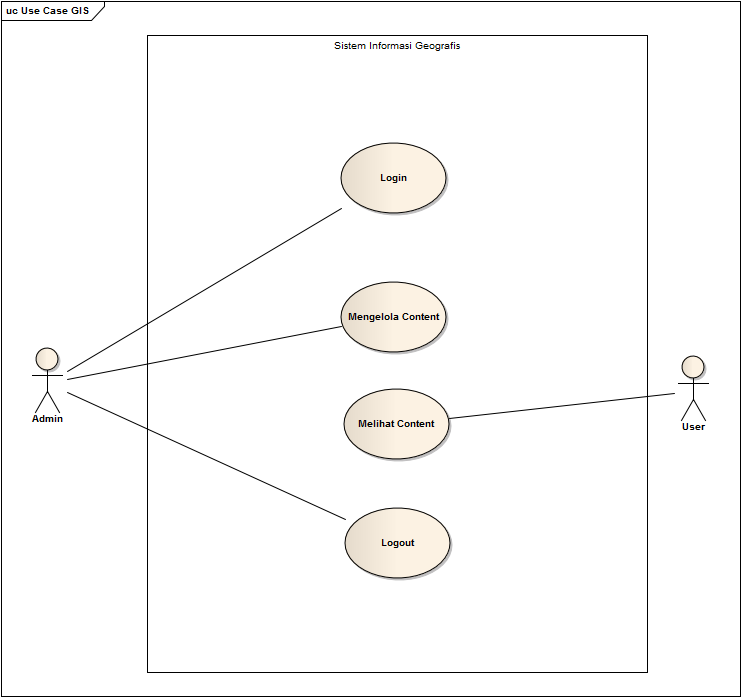 uc Use Case GIS
Sistem Informasi Geografis
Login
Mengelola Content
Admin
Melihat Content
User
Logout